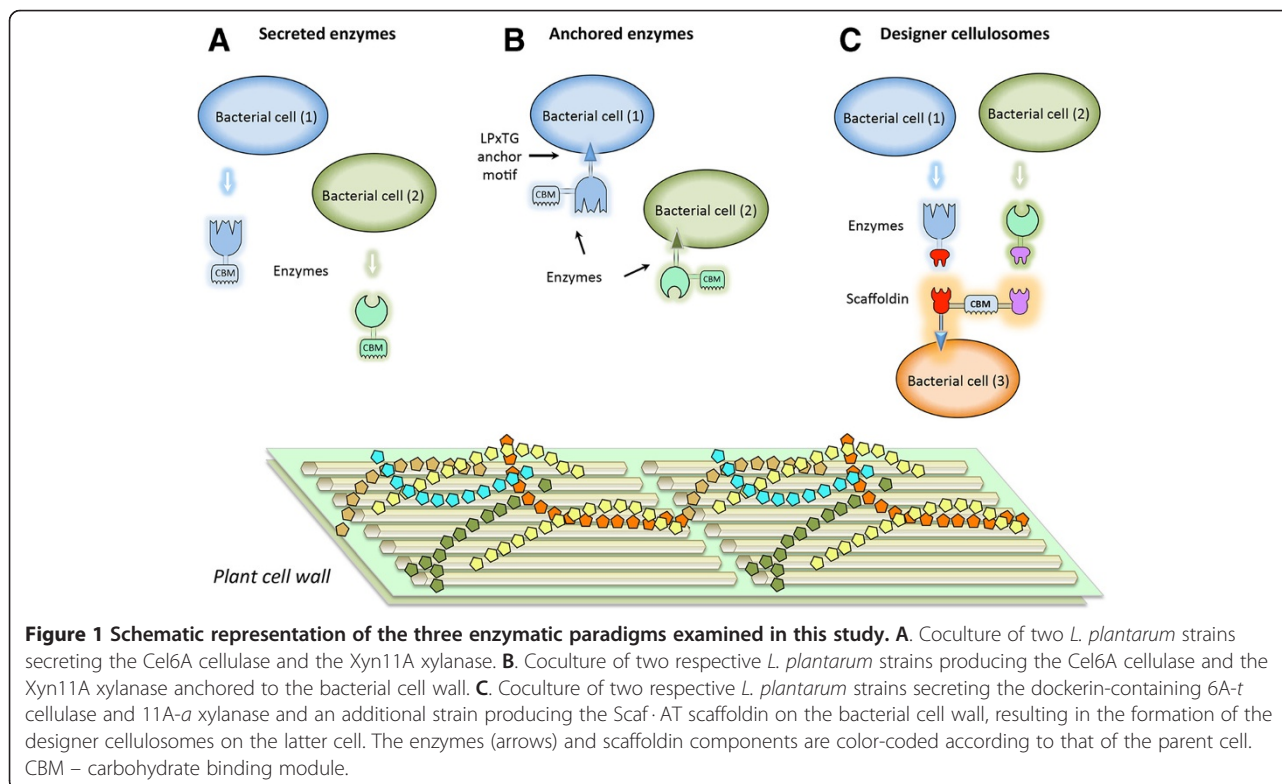 A Secreted enzymes
Bacterial cell (1)
Bacterial cell (2)
CBM
Enzymes
CBM
B Anchored enzymes
Bacterial cell (1)
LPxTG
anchor
motif
CBM
Bacterial cell (2)
Enzymes
CBM
C Designer cellulosomes
Bacterial cell (1)
Bacterial cell (2)
Enzymes
Scaffoldin
CBM
Bacterial cell (3)
Plant cell wall
Figure 1 Schematic representation of the three enzymatic paradigms examined in this study. A. Coculture of two L. plantarum strains
secreting the Cel6A cellulase and the Xyn11A xylanase. B. Coculture of two respective L. plantarum strains producing the Cel6A cellulase and the
Xyn11A xylanase anchored to the bacterial cell wall. C. Coculture of two respective L. plantarum strains secreting the dockerin-containing 6A-t
cellulase and 11A-a xylanase and an additional strain producing the Scaf·AT scaffoldin on the bacterial cell wall, resulting in the formation of the
designer cellulosomes on the latter cell. The enzymes (arrows) and scaffoldin components are color-coded according to that of the parent cell.
CBM – carbohydrate binding module.